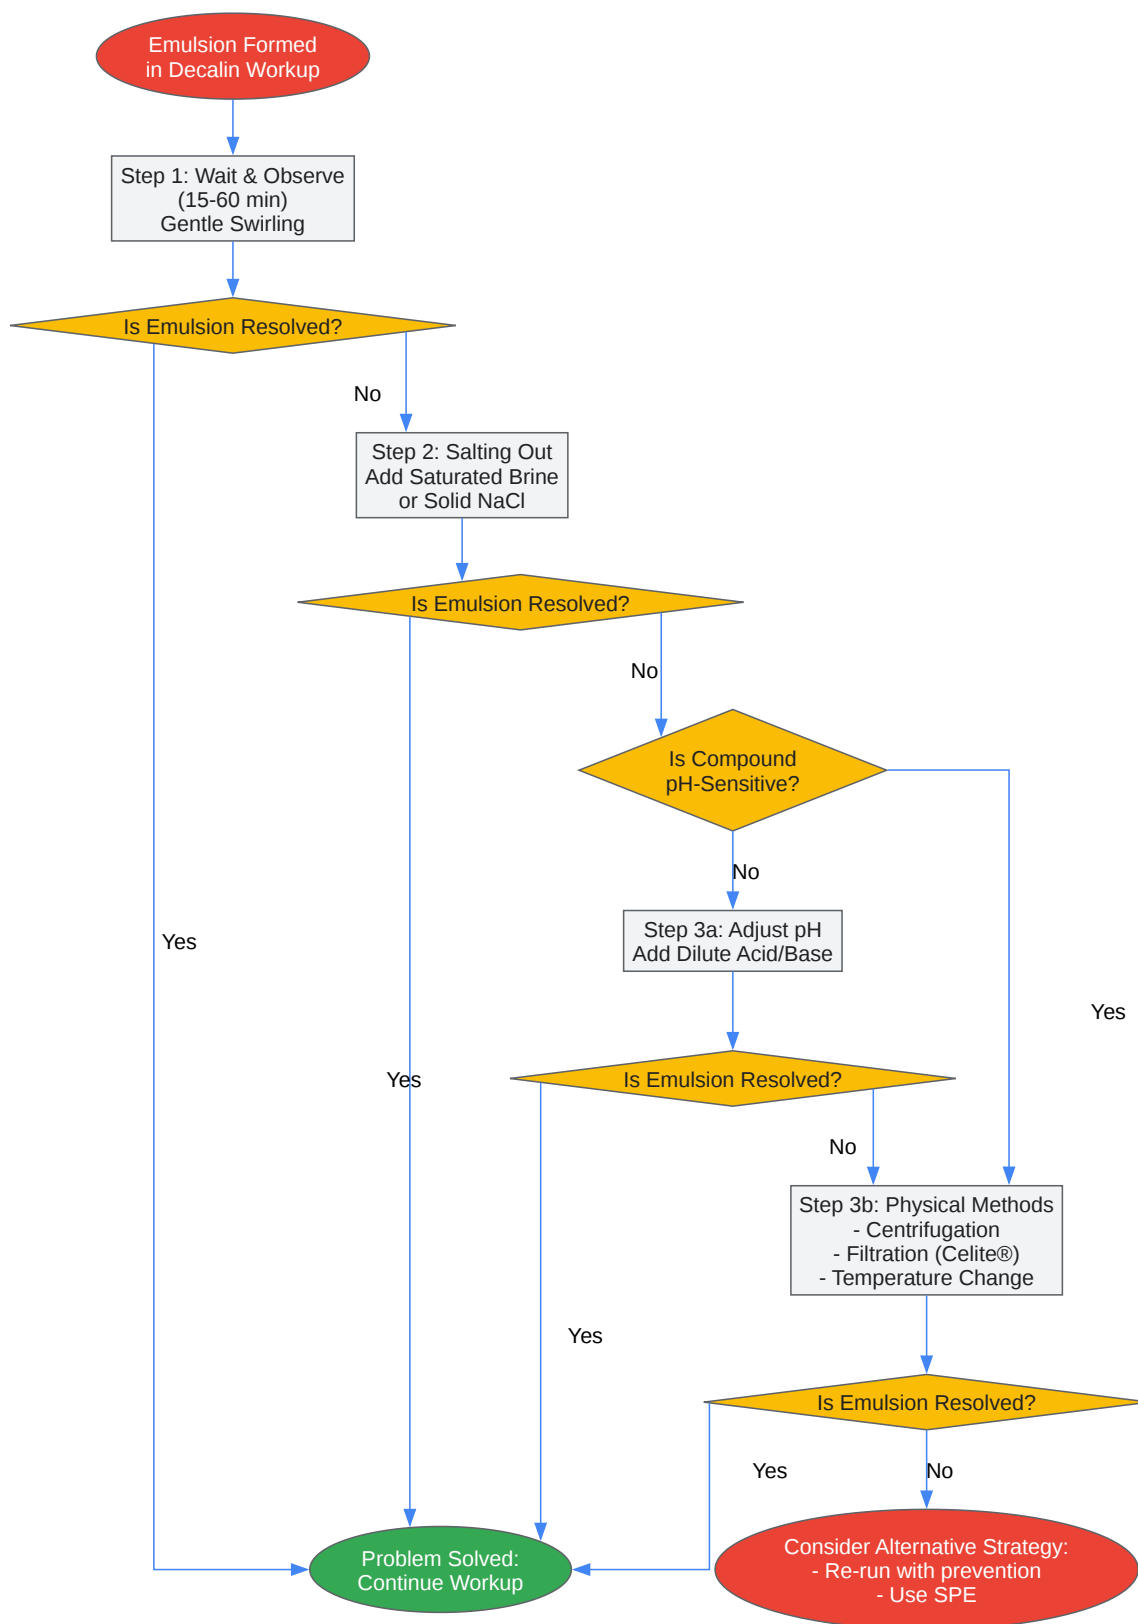 Emulsion Formed
in Decalin Workup
Step 1: Wait & Observe
(15-60 min)
Gentle Swirling
Is Emulsion Resolved?
No
Step 2: Salting Out
Add Saturated Brine
or Solid NaCl
Is Emulsion Resolved?
No
Is Compound
pH-Sensitive?
No
Step 3a: Adjust pH
Add Dilute Acid/Base
Yes
Yes
Yes
Is Emulsion Resolved?
No
Step 3b: Physical Methods
- Centrifugation
- Filtration (Celite®)
- Temperature Change
Yes
Is Emulsion Resolved?
Yes
No
Problem Solved:
Continue Workup
Consider Alternative Strategy:
- Re-run with prevention
- Use SPE